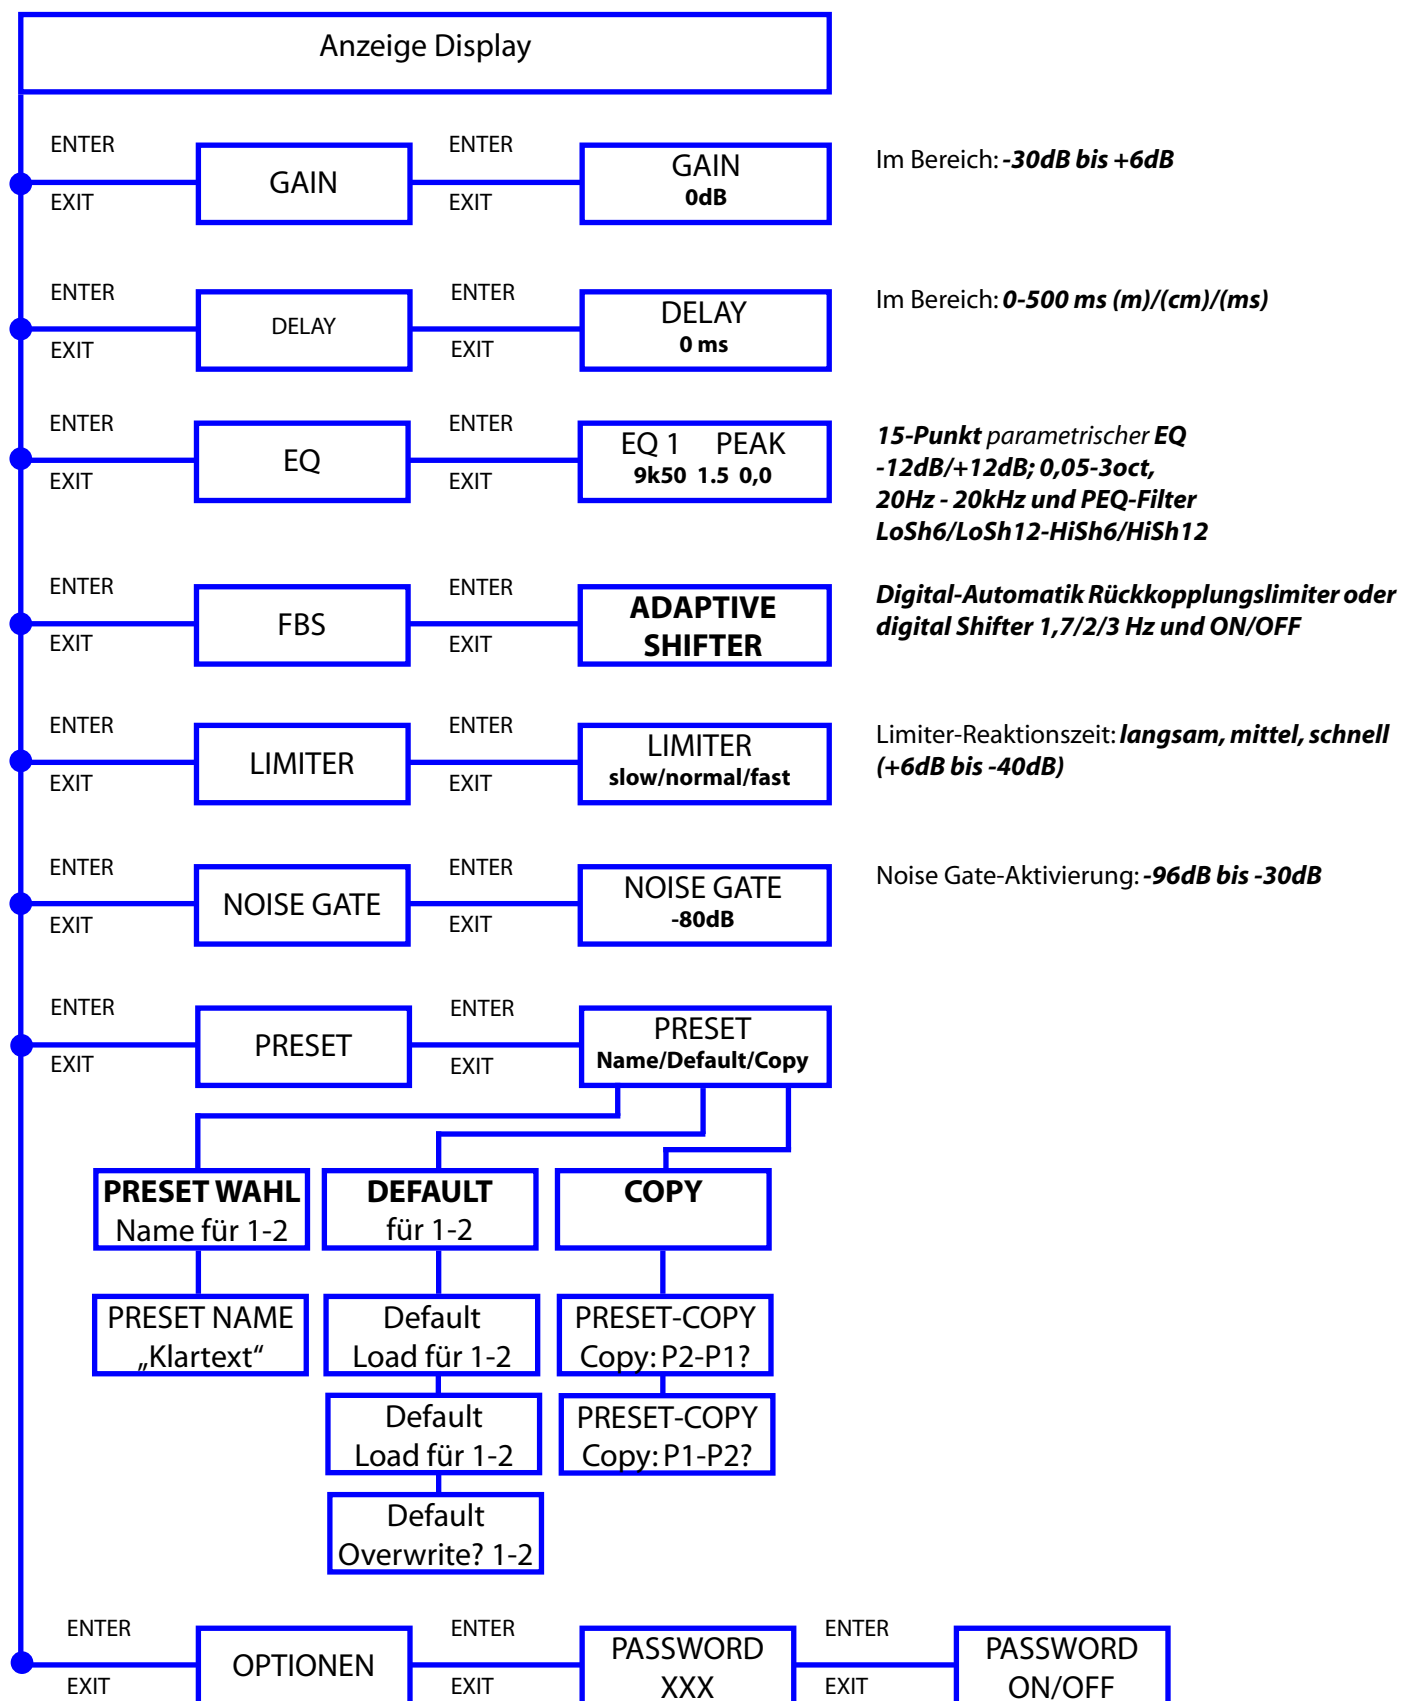 Anzeige Display
ENTER
EXIT
GAIN
ENTER
EXIT
GAIN
0dB
Im Bereich: -30dB bis +6dB
ENTER
EXIT
DELAY
ENTER
EXIT
DELAY
0 ms
Im Bereich: 0-500 ms (m)/(cm)/(ms)
ENTER
EXIT
EQ
ENTER
EXIT
EQ 1 PEAK
9k50 1.5 0,0
15-Punkt parametrischer EQ
-12dB/+12dB; 0,05-3oct,
20Hz - 20kHz und PEQ-Filter
LoSh6/LoSh12-HiSh6/HiSh12
ENTER
EXIT
FBS
ENTER
EXIT
ADAPTIVE
SHIFTER
Digital-Automatik Rückkopplungslimiter oder
digital Shifter 1,7/2/3 Hz und ON/OFF
ENTER
EXIT
LIMITER
ENTER
EXIT
LIMITER
slow/normal/fast
Limiter-Reaktionszeit: langsam, mittel, schnell
(+6dB bis -40dB)
ENTER
EXIT
NOISE GATE
ENTER
EXIT
NOISE GATE
-80dB
Noise Gate-Aktivierung: -96dB bis -30dB
ENTER
EXIT
PRESET
ENTER
EXIT
PRESET
Name/Default/Copy
PRESET WAHL
Name für 1-2
DEFAULT
für 1-2
COPY
PRESET NAME
„Klartext“
Default
Load für 1-2
PRESET-COPY
Copy: P2-P1?
Default
Load für 1-2
PRESET-COPY
Copy: P1-P2?
Default
Overwrite? 1-2
ENTER
EXIT
OPTIONEN
ENTER
EXIT
PASSWORD
XXX
ENTER
EXIT
PASSWORD
ON/OFF